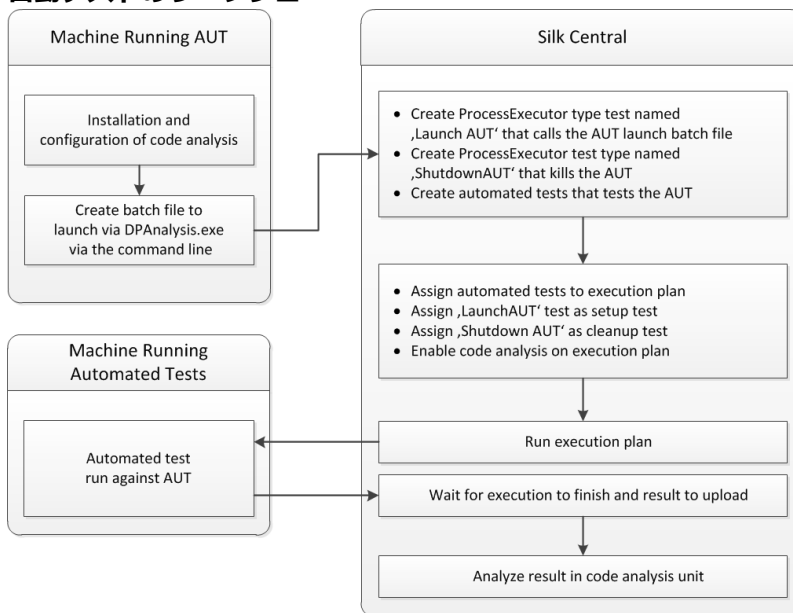 Machine Running AUT
Installation and
configuration of code analysis
Create batch file to
launch via DPAnalysis.exe
via the command line
Silk Central
• Create ProcessExecutor type test named
‚Launch AUT‘ that calls the AUT launch batch file
• Create ProcessExecutor test type named
‚ShutdownAUT‘ that kills the AUT
• Create automated tests that tests the AUT
• Assign automated tests to execution plan
• Assign ‚LaunchAUT‘ test as setup test
• Assign ‚Shutdown AUT‘ as cleanup test
• Enable code analysis on execution plan
Machine Running
Automated Tests
Automated test
run against AUT
Run execution plan
Wait for execution to finish and result to upload
Analyze result in code analysis unit